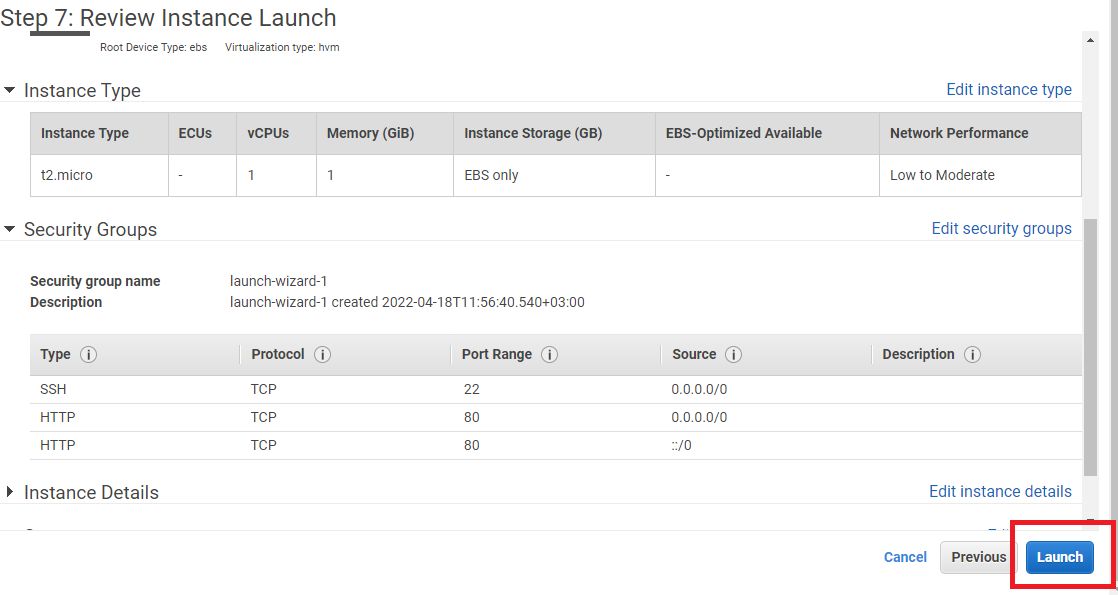 Step 7: Review Instance Launch
Root Device Type: ebs Virtualization type: hvm
Instance Type Edit instance type
Instance Type ECUs vCPUs Memory (GiB) Instance Storage (GB) EBS-Optimized Available Network Performance
t2.micro - 1 1 EBS only - Low to Moderate
Security Groups Edit security groups
Security group name launch-wizard-1
Description launch-wizard-1 created 2022-04-18T11:56:40.540+03:00
Type i Protocol i Port Range i Source i Description i
SSH TCP 22 0.0.0.0/0
HTTP TCP 80 0.0.0.0/0
HTTP TCP 80 ::/0
Instance Details Edit instance details
Cancel Previous Launch